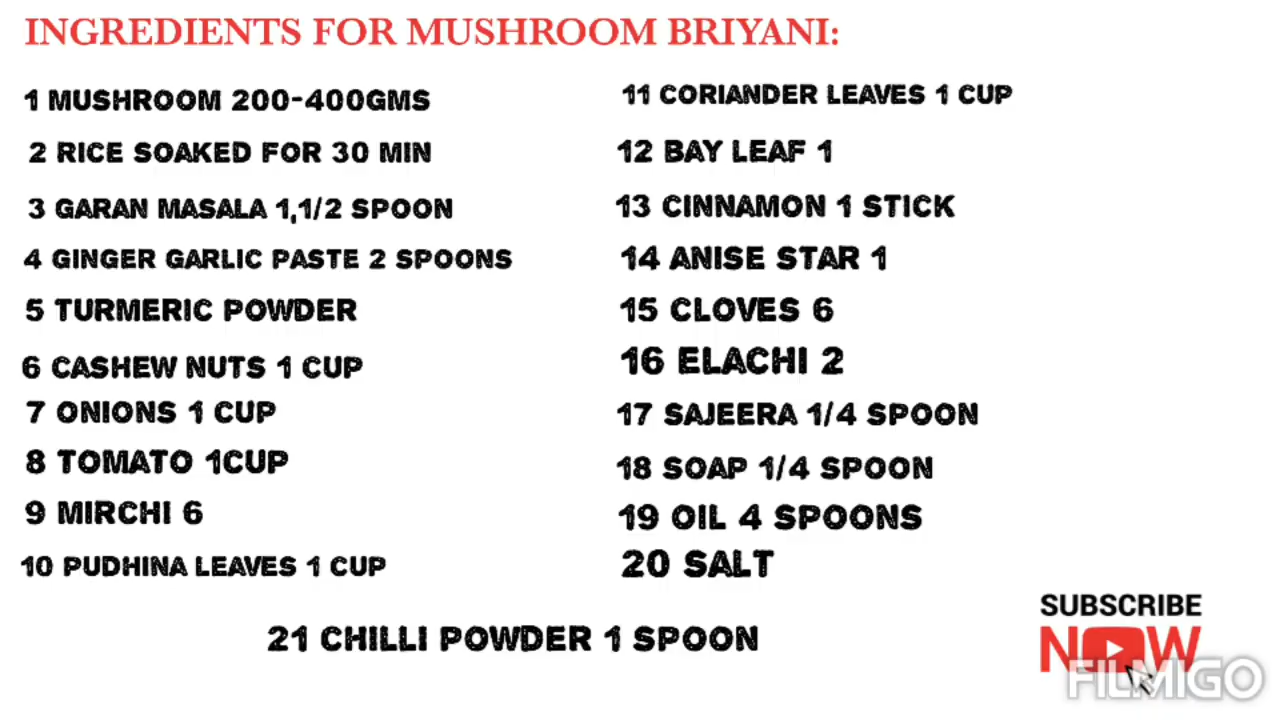 INGREDIENTS FOR MUSHROOM BRIYANI:
1 MUSHROOM 200-400GMS
2 RICE SOAKED FOR 30 MIN
3 GARAN MASALA 1,1/2 SPOON
4 GINGER GARLIC PASTE 2 SPOONS
5 TURMERIC POWDER
6 CASHEW NUTS 1 CUP
7 ONIONS 1 CUP
8 TOMATO 1CUP
9 MIRCHI 6
10 PUDHINA LEAVES 1 CUP
11 CORIANDER LEAVES 1 CUP
12 BAY LEAF 1
13 CINNAMON 1 STICK
14 ANISE STAR 1
15 CLOVES 6
16 ELACHI 2
17 SAJEERA 1/4 SPOON
18 SOAP 1/4 SPOON
19 OIL 4 SPOONS
20 SALT
21 CHILLI POWDER 1 SPOON
SUBSCRIBE
NOW
FILMIGO